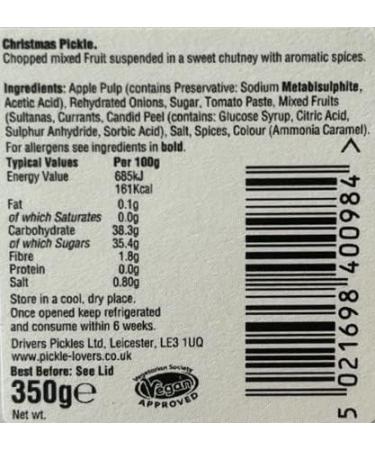 Christmas Pickle.
Chopped mixed Fruit suspended in a sweet chutney with aromatic spices.
Ingredients: Apple Pulp (contains Preservative: Sodium Metabisulphite,
Acetic Acid), Rehydrated Onions, Sugar, Tomato Paste, Mixed Fruits
(Sultanas, Currants, Candid Peel (contains: Glucose Syrup, Citric Acid,
Sulphur Anhydride, Sorbic Acid), Salt, Spices, Colour (Ammonia Caramel).
For allergens see ingredients in bold.
Typical Values Per 100g
Energy Value 685kJ
161Kcal
Fat 0.1g
of which Saturates 0.0g
Carbohydrate 38.3g
of which Sugars 35.4g
Fibre 1.8g
Protein 0.0g
Salt 0.80g
Store in a cool, dry place.
Once opened keep refrigerated
and consume within 6 weeks.
Drivers Pickles Ltd, Leicester, LE3 1UQ
www.pickle-lovers.co.uk
Best Before: See Lid
350g℮
Net wt.
Vegetarian Society
Vegan
APPROVED
5 021698 400984 >